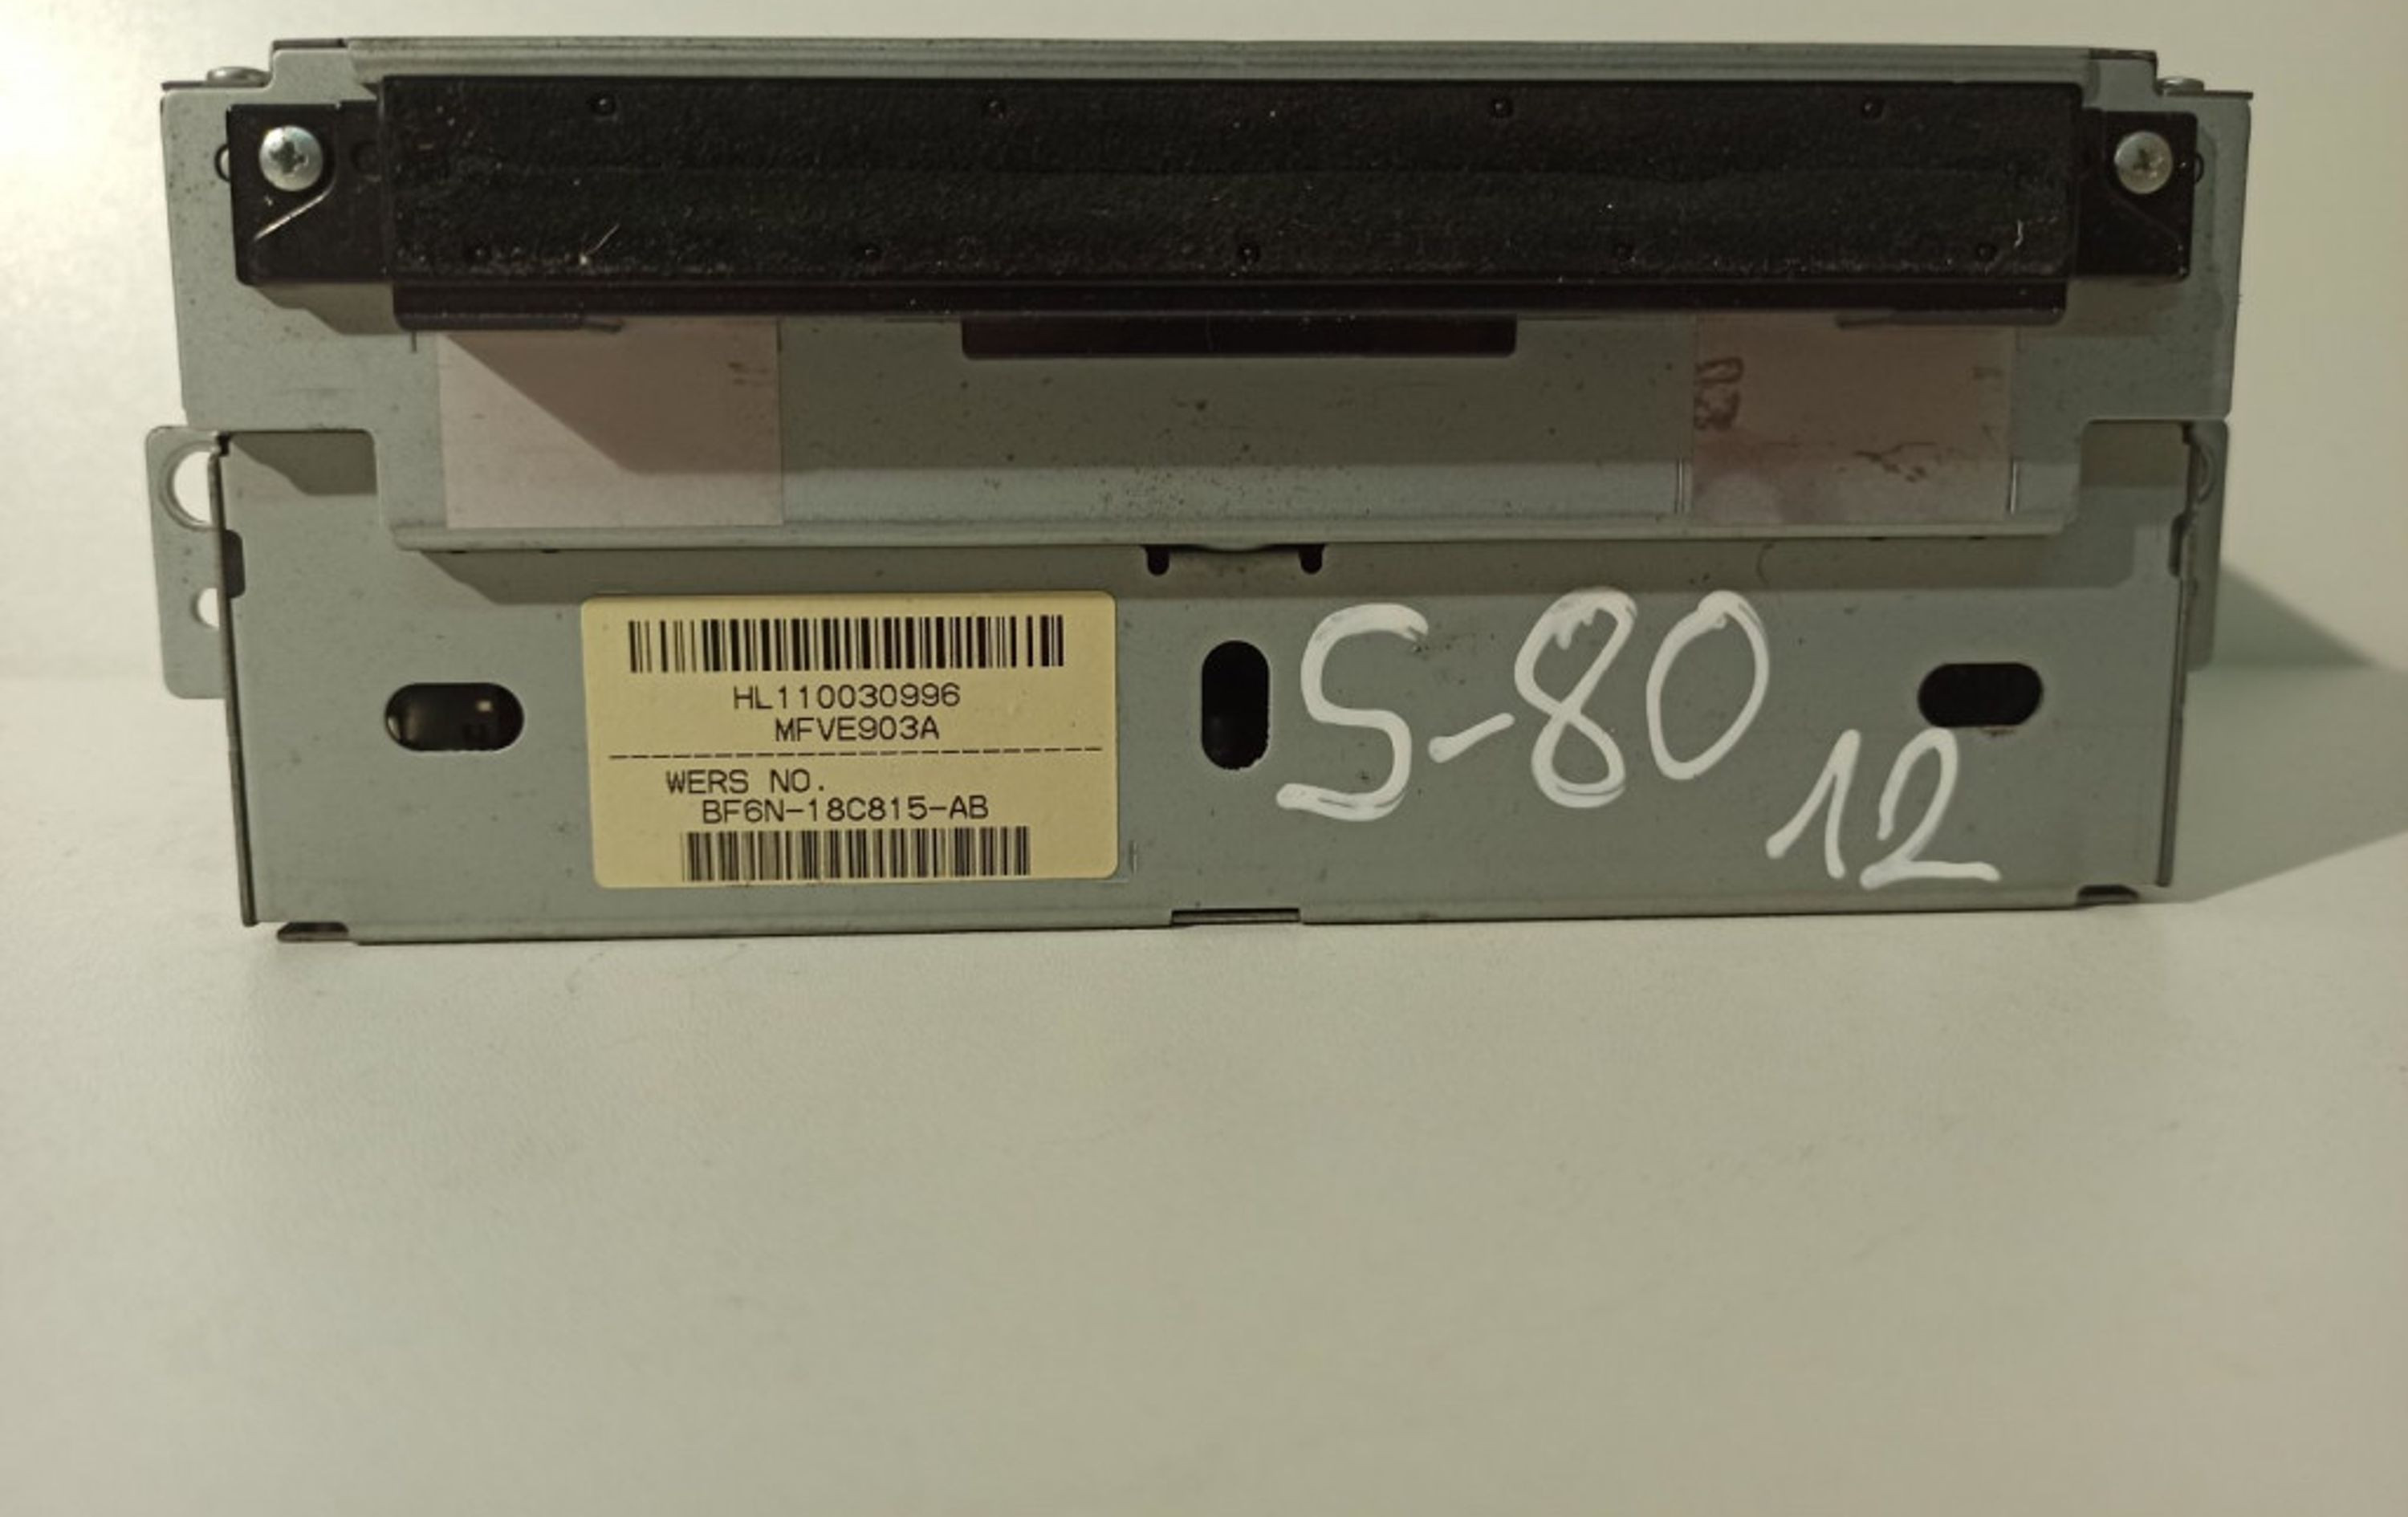 HL110030996
MFVE903A
WERS NO.
BF6N-18C815-AB
S-80
12